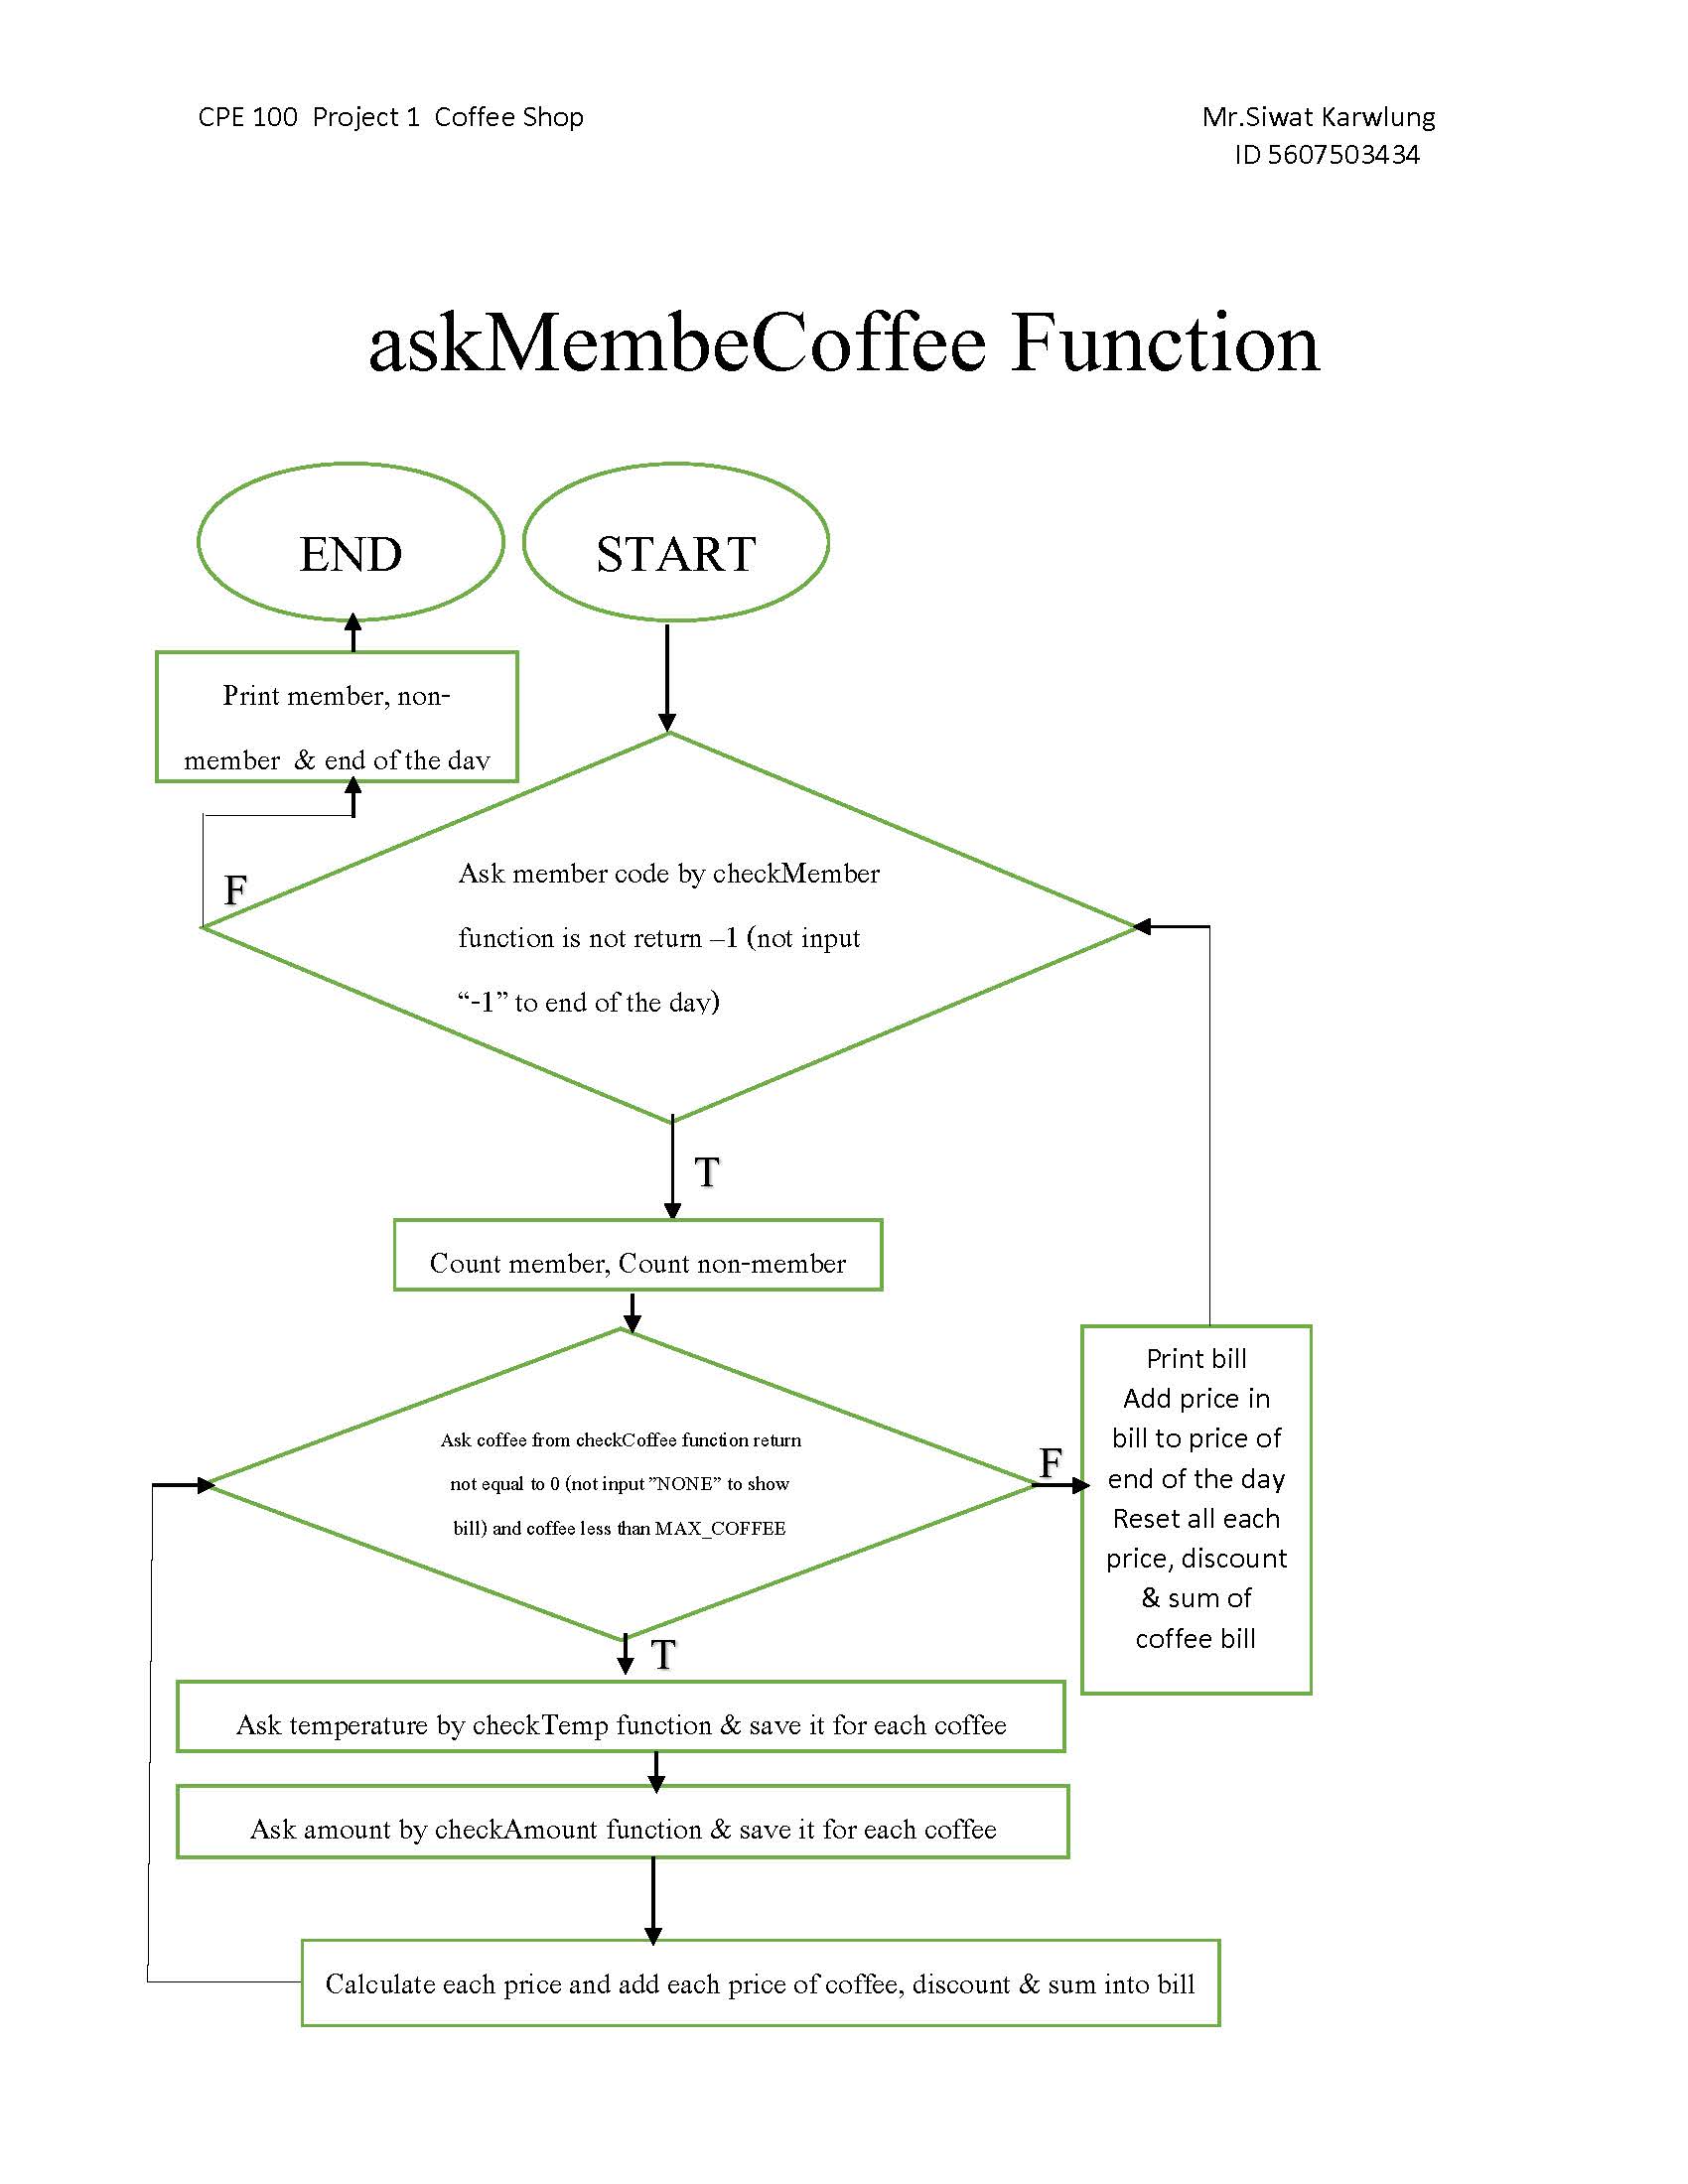 CPE 100  Project 1  Coffee Shop
Mr.Siwat Karwlung
ID 5607503434
askMembeCoffee Function
END
START
Print member, non-
member  & end of the day
F
Ask member code by checkMember
function is not return –1 (not input
“-1” to end of the day)
T
Count member, Count non-member
Ask coffee from checkCoffee function return
not equal to 0 (not input ”NONE” to show
bill) and coffee less than MAX_COFFEE
F
Print bill
Add price in
bill to price of
end of the day
Reset all each
price, discount
& sum of
coffee bill
T
Ask temperature by checkTemp function & save it for each coffee
Ask amount by checkAmount function & save it for each coffee
Calculate each price and add each price of coffee, discount & sum into bill